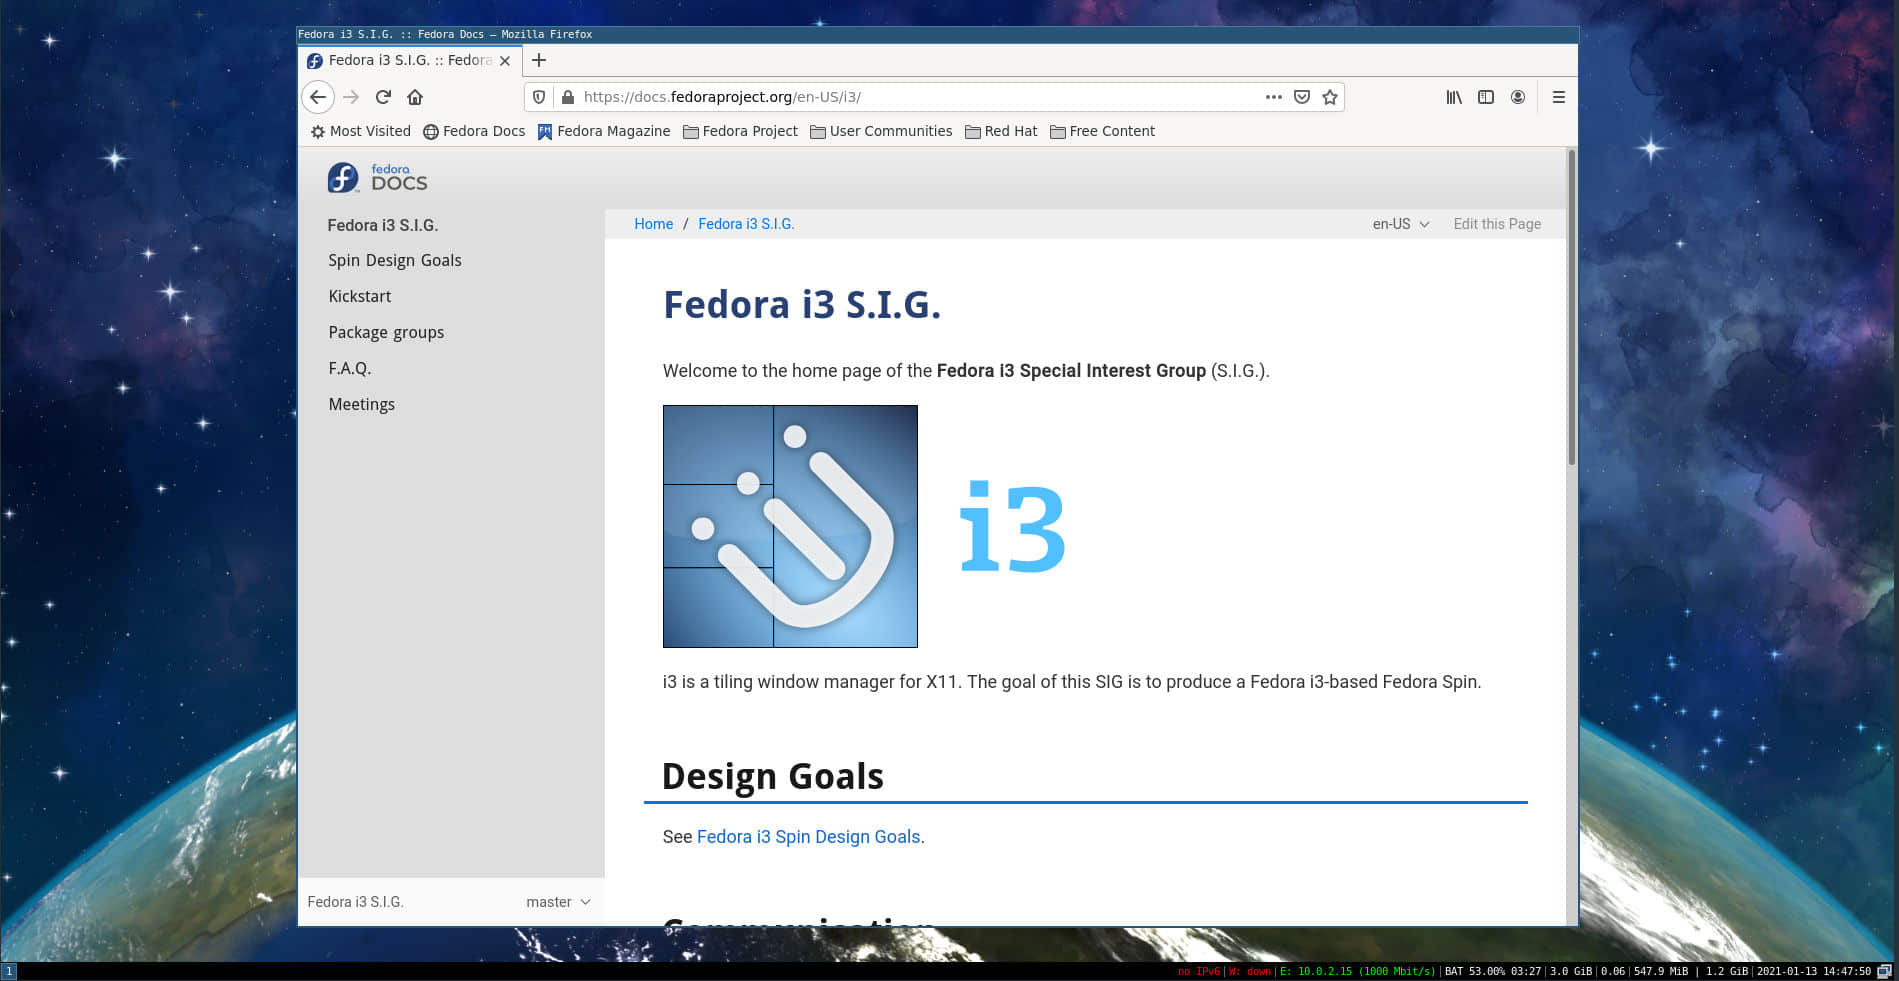 Fedora i3 S.I.G. :: Fedora Docs — Mozilla Firefox
Fedora i3 S.I.G. :: Fedora
https://docs.fedoraproject.org/en-US/i3/
Most Visited Fedora Docs Fedora Magazine Fedora Project User Communities Red Hat Free Content
fedora
DOCS
Fedora i3 S.I.G.
Spin Design Goals
Kickstart
Package groups
F.A.Q.
Meetings
Fedora i3 S.I.G. master
Home / Fedora i3 S.I.G. en-US Edit this Page
Fedora i3 S.I.G.
Welcome to the home page of the Fedora i3 Special Interest Group (S.I.G.).
i3
i3 is a tiling window manager for X11. The goal of this SIG is to produce a Fedora i3-based Fedora Spin.
Design Goals
See Fedora i3 Spin Design Goals.
Communication
1 no IPv6|W: down|E: 10.0.2.15 (1000 Mbit/s)|BAT 53.00% 03:27|3.0 GiB|0.06|547.9 MiB | 1.2 GiB|2021-01-13 14:47:50